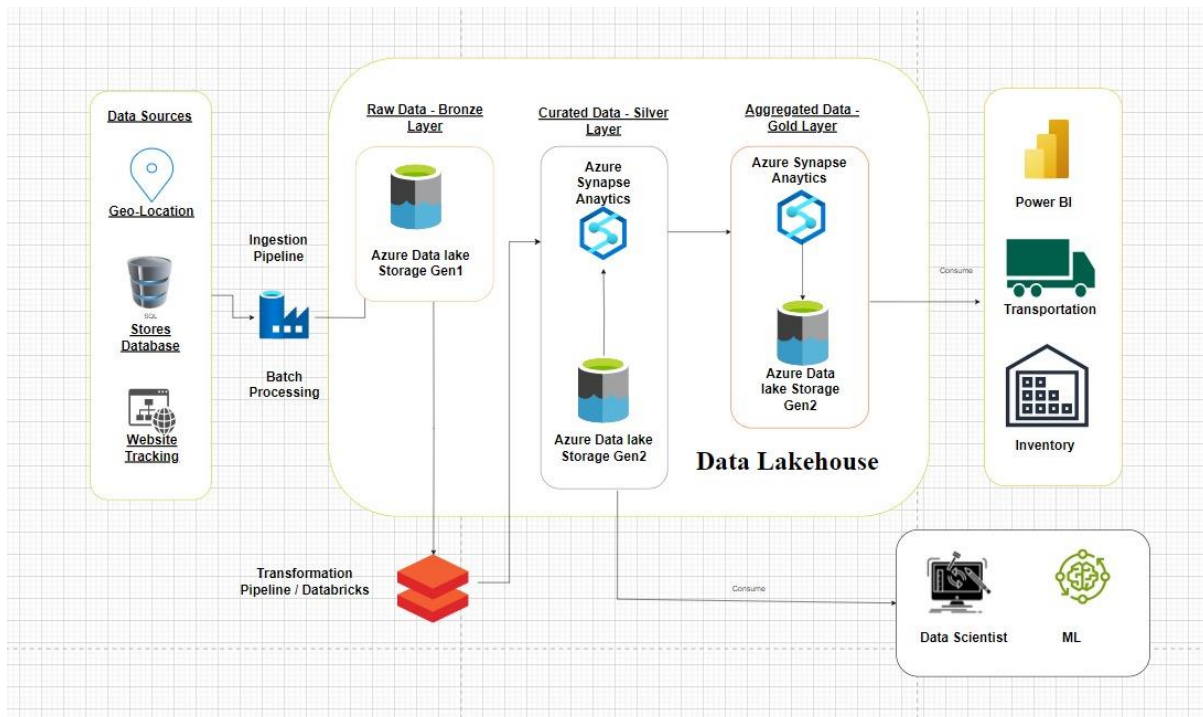 Data Sources
Geo-Location
SQL
Stores
Database
Website
Tracking
Ingestion
Pipeline
Batch
Processing
Raw Data - Bronze
Layer
Azure Data lake
Storage Gen1
Transformation
Pipeline / Databricks
Curated Data - Silver
Layer
Azure
Synapse
Anaytics
Azure Data lake
Storage Gen2
Aggregated Data -
Gold Layer
Azure Synapse
Anaytics
Azure Data
lake Storage
Gen2
Data Lakehouse
Consume
Power BI
Transportation
Inventory
Consume
Data Scientist
ML